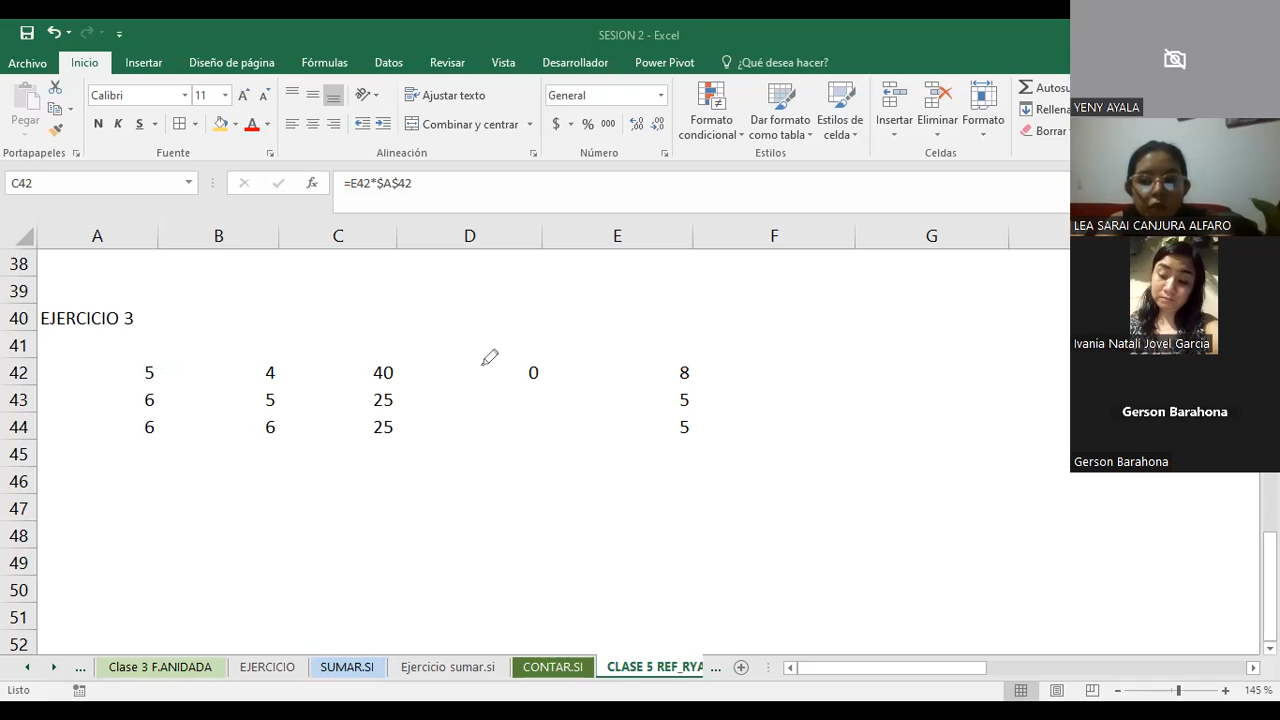 SESION 2 - Excel
Archivo Inicio Insertar Diseño de página Fórmulas Datos Revisar Vista Desarrollador Power Pivot ¿Qué desea hacer?
Pegar
Calibri 11 A A
N K S A
Ajustar texto
Combinar y centrar
General
$ % 000
Formato condicional
Dar formato como tabla
Estilos de celda
Insertar
Eliminar
Formato
Autosu
Rellena
Borrar
Portapapeles Fuente Alineación Número Estilos Celdas
C42 fx =E42*$A$42
A B C D E F G
38
39
40 EJERCICIO 3
41
42 5 4 40 0 8
43 6 5 25 5
44 6 6 25 5
45
46
47
48
49
50
51
52
... Clase 3 F.ANIDADA EJERCICIO SUMAR.SI Ejercicio sumar.si CONTAR.SI CLASE 5 REF_RYA ...
Listo 145 %
YENY AYALA
LEA SARAI CANJURA ALFARO
Ivania Natali Jovel Garcia
Gerson Barahona
Gerson Barahona